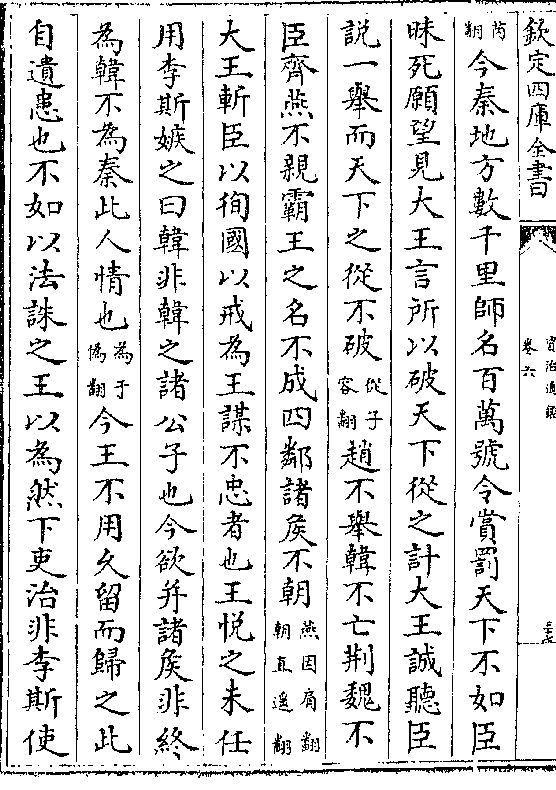 欽定四庫全書
資治通鑑
卷六
芮翻今秦地方數千里師名百萬號令賞罰天下不如臣
昧死願望見大王言所以破天下從之計大王誠聽臣
説一舉而天下之從不破從子容翻趙不舉韓不亡荆魏不
臣齊燕不親霸王之名不成四鄰諸侯不朝燕因肩翻朝直遥翻
大王斬臣以徇國以戒為王謀不忠者也王悦之未任
用李斯嫉之曰韓非韓之諸公子也今欲并諸侯非終
為韓不為秦此人情也為于偽翻今王不用久留而歸之此
自遺患也不如以法誅之王以為然下吏治非李斯使